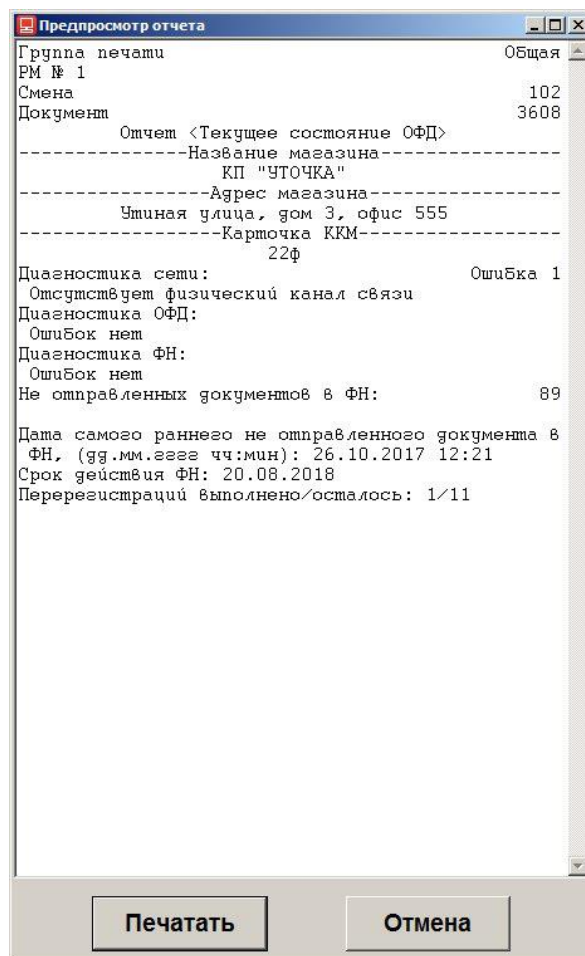 Предпросмотр отчета
Группа печати Общая
РМ № 1
Смена 102
Документ 3608
Отчет <Текущее состояние ОФД>
---------------Название магазина----------------
КП "УТОЧКА"
-----------------Адрес магазина-----------------
Утиная улица, дом 3, офис 555
------------------Карточка ККМ------------------
22ф
Диагностика сети: Ошибка 1
Отсутствует физический канал связи
Диагностика ОФД:
Ошибок нет
Диагностика ФН:
Ошибок нет
Не отправленных документов в ФН: 89
Дата самого раннего не отправленного документа в
ФН, (дд.мм.гггг чч:мин): 26.10.2017 12:21
Срок действия ФН: 20.08.2018
Перерегистраций выполнено/осталось: 1/11
Печатать Отмена